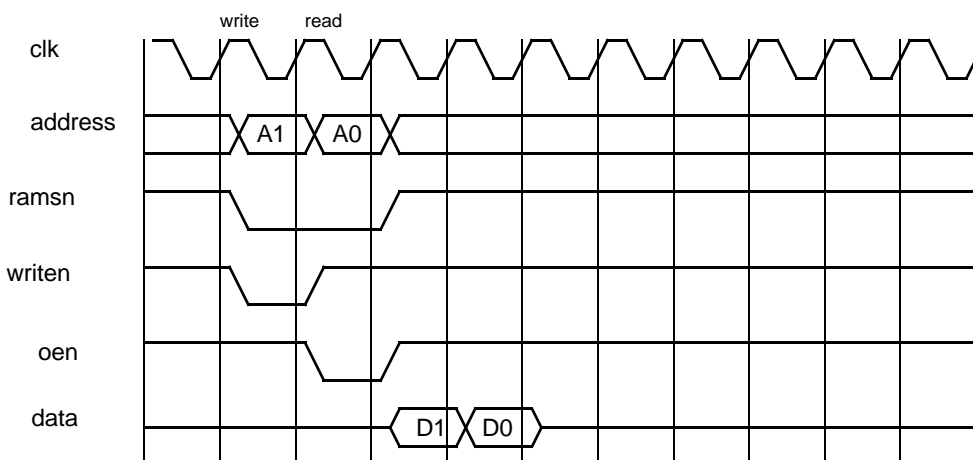 write read
clk
address A1 A0
ramsn
writen
oen
data D1 D0